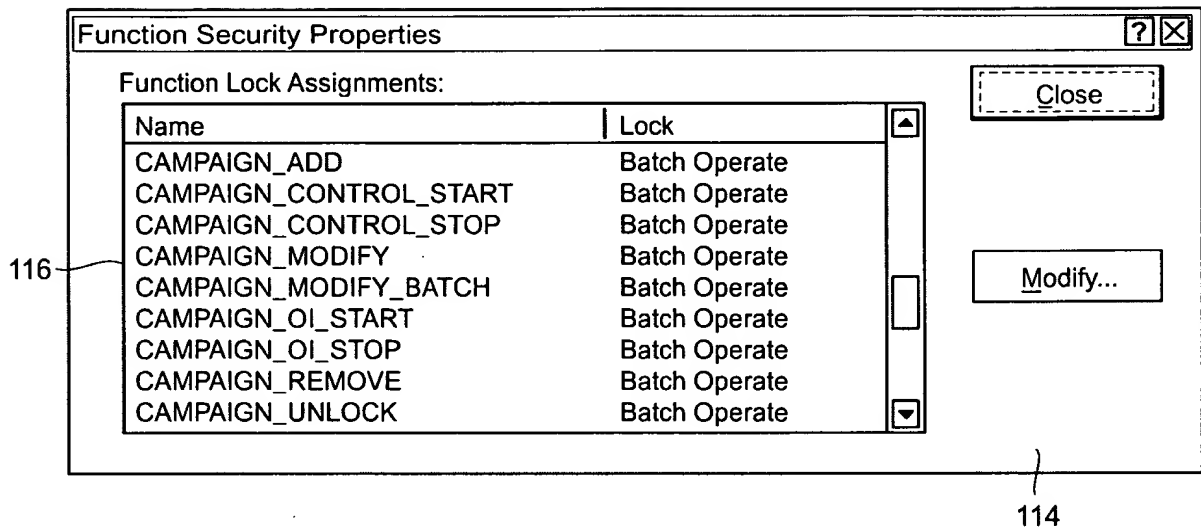 Function Security Properties ?
Function Lock Assignments:
Close
Name Lock
CAMPAIGN_ADD Batch Operate
CAMPAIGN_CONTROL_START Batch Operate
CAMPAIGN_CONTROL_STOP Batch Operate
CAMPAIGN_MODIFY Batch Operate
CAMPAIGN_MODIFY_BATCH Batch Operate
CAMPAIGN_OI_START Batch Operate
CAMPAIGN_OI_STOP Batch Operate
CAMPAIGN_REMOVE Batch Operate
CAMPAIGN_UNLOCK Batch Operate
Modify...
116
114